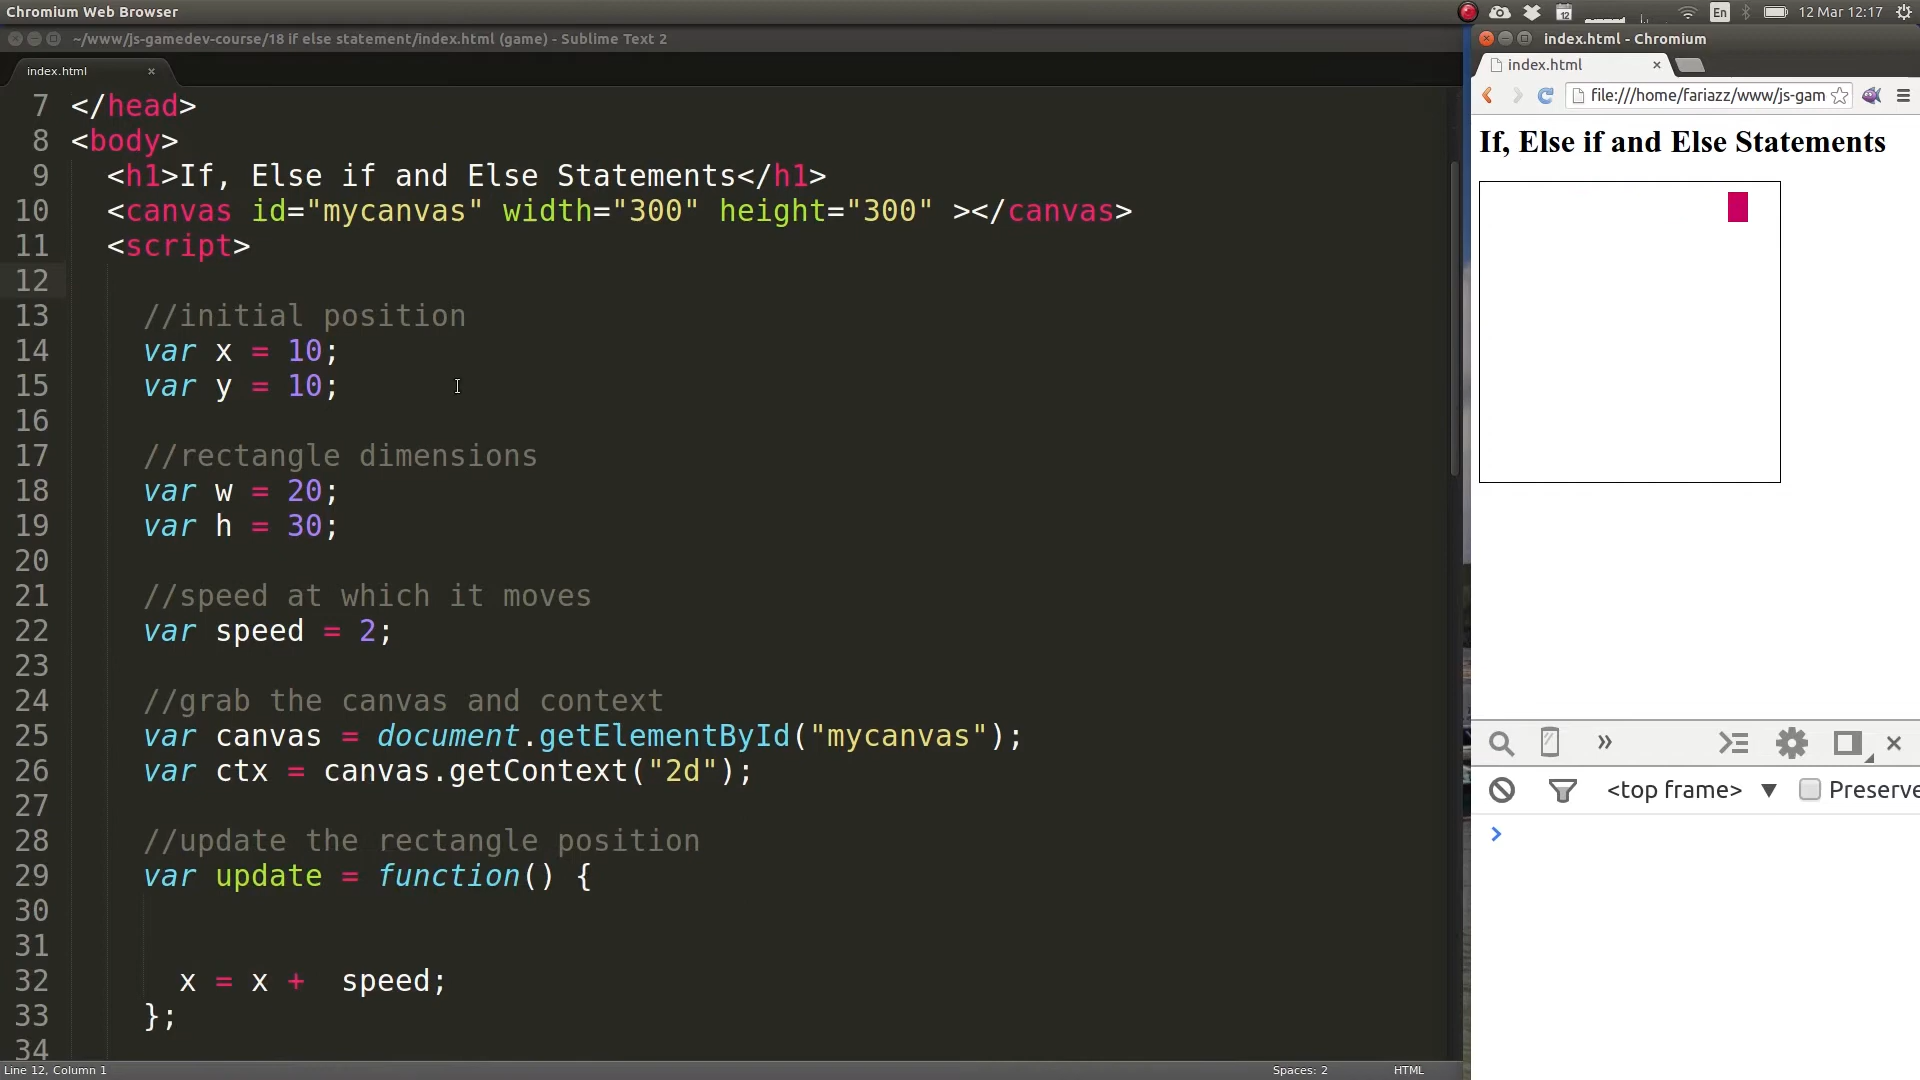 Chromium Web Browser
En
12 Mar 12:17
~/www/js-gamedev-course/18 if else statement/index.html (game) - Sublime Text 2
index.html
7 </head>
8 <body>
9 <h1>If, Else if and Else Statements</h1>
10 <canvas id="mycanvas" width="300" height="300" ></canvas>
11 <script>
12
13 //initial position
14 var x = 10;
15 var y = 10;
16
17 //rectangle dimensions
18 var w = 20;
19 var h = 30;
20
21 //speed at which it moves
22 var speed = 2;
23
24 //grab the canvas and context
25 var canvas = document.getElementById("mycanvas");
26 var ctx = canvas.getContext("2d");
27
28 //update the rectangle position
29 var update = function() {
30
31
32 x = x +  speed;
33 };
34
Line 12, Column 1
Spaces: 2
HTML
index.html - Chromium
index.html
file:///home/fariazz/www/js-gam
If, Else if and Else Statements
<top frame>
Preserve